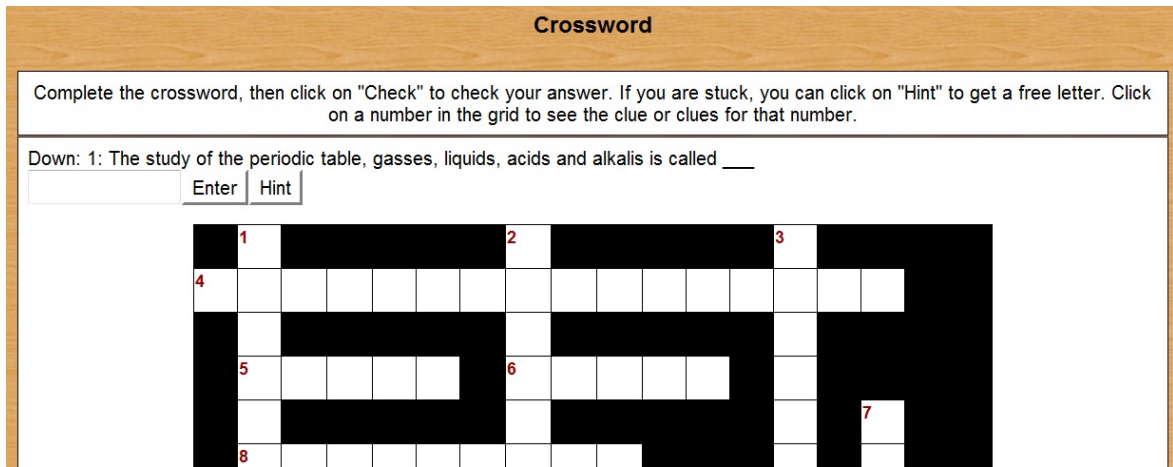 Crossword
Complete the crossword, then click on "Check" to check your answer. If you are stuck, you can click on "Hint" to get a free letter. Click
on a number in the grid to see the clue or clues for that number.
Down: 1: The study of the periodic table, gasses, liquids, acids and alkalis is called ___
Enter Hint
1 2 3
4
5 6
7
8